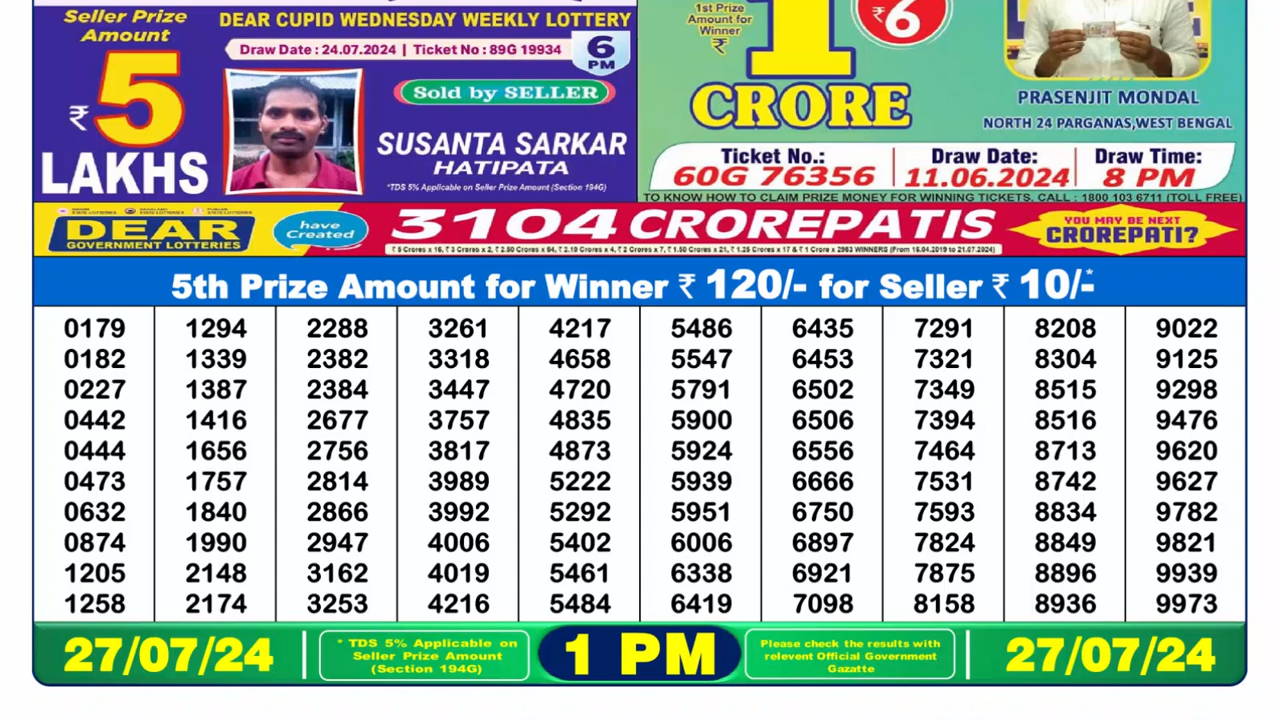 Seller Prize
Amount
₹ 5
LAKHS
DEAR CUPID WEDNESDAY WEEKLY LOTTERY
Draw Date : 24.07.2024 | Ticket No : 89G 19934
6
PM
Sold by SELLER
SUSANTA SARKAR
HATIPATA
*TDS 5% Applicable on Seller Prize Amount (Section 194G)
1st Prize
Amount for
Winner
₹
1
CRORE
₹6
PRASENJIT MONDAL
NORTH 24 PARGANAS,WEST BENGAL
Ticket No.: Draw Date: Draw Time:
60G 76356 11.06.2024 8 PM
TO KNOW HOW TO CLAIM PRIZE MONEY FOR WINNING TICKETS, CALL : 1800 103 6711 (TOLL FREE)
DEAR
GOVERNMENT LOTTERIES
have
Created
3104 CROREPATIS
YOU MAY BE NEXT
CROREPATI?
5th Prize Amount for Winner ₹ 120/- for Seller ₹ 10/-*
0179 1294 2288 3261 4217 5486 6435 7291 8208 9022
0182 1339 2382 3318 4658 5547 6453 7321 8304 9125
0227 1387 2384 3447 4720 5791 6502 7349 8515 9298
0442 1416 2677 3757 4835 5900 6506 7394 8516 9476
0444 1656 2756 3817 4873 5924 6556 7464 8713 9620
0473 1757 2814 3989 5222 5939 6666 7531 8742 9627
0632 1840 2866 3992 5292 5951 6750 7593 8834 9782
0874 1990 2947 4006 5402 6006 6897 7824 8849 9821
1205 2148 3162 4019 5461 6338 6921 7875 8896 9939
1258 2174 3253 4216 5484 6419 7098 8158 8936 9973
27/07/24
* TDS 5% Applicable on
Seller Prize Amount
(Section 194G)
1 PM
Please check the results with
relevent Official Government
Gazatte
27/07/24